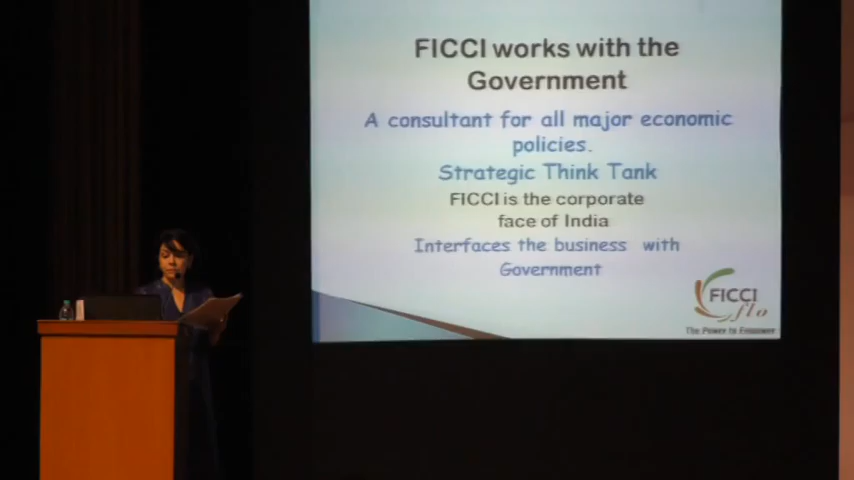 FICCI works with the
Government
A consultant for all major economic
policies.
Strategic Think Tank
FICCI is the corporate
face of India
Interfaces the business with
Government
FICCI
flo
The Power to Empower